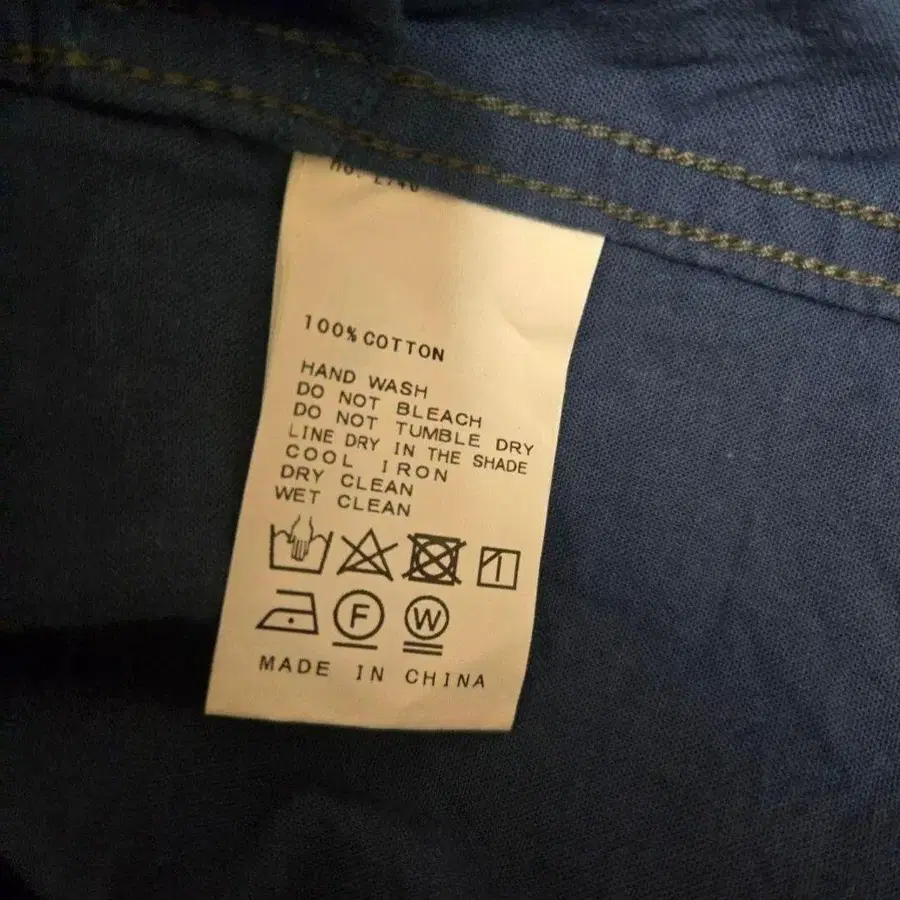 100% COTTON
HAND WASH
DO NOT BLEACH
DO NOT TUMBLE DRY
LINE DRY IN THE SHADE
COOL IRON
DRY CLEAN
WET CLEAN
F W
MADE IN CHINA